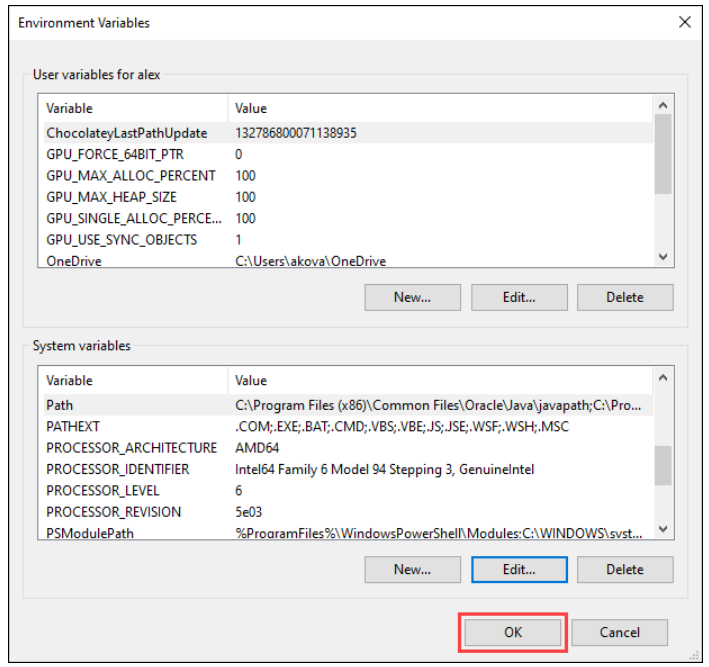 Environment Variables
User variables for alex
Variable Value
ChocolateyLastPathUpdate 132786800071138935
GPU_FORCE_64BIT_PTR 0
GPU_MAX_ALLOC_PERCENT 100
GPU_MAX_HEAP_SIZE 100
GPU_SINGLE_ALLOC_PERCE... 100
GPU_USE_SYNC_OBJECTS 1
OneDrive C:\Users\akova\OneDrive
New... Edit... Delete
System variables
Variable Value
Path C:\Program Files (x86)\Common Files\Oracle\Java\javapath;C:\Pro...
PATHEXT .COM;.EXE;.BAT;.CMD;.VBS;.VBE;.JS;.JSE;.WSF;.WSH;.MSC
PROCESSOR_ARCHITECTURE AMD64
PROCESSOR_IDENTIFIER Intel64 Family 6 Model 94 Stepping 3, GenuineIntel
PROCESSOR_LEVEL 6
PROCESSOR_REVISION 5e03
PSModulePath %ProgramFiles%\WindowsPowerShell\Modules;C:\WINDOWS\syst...
New... Edit... Delete
OK Cancel